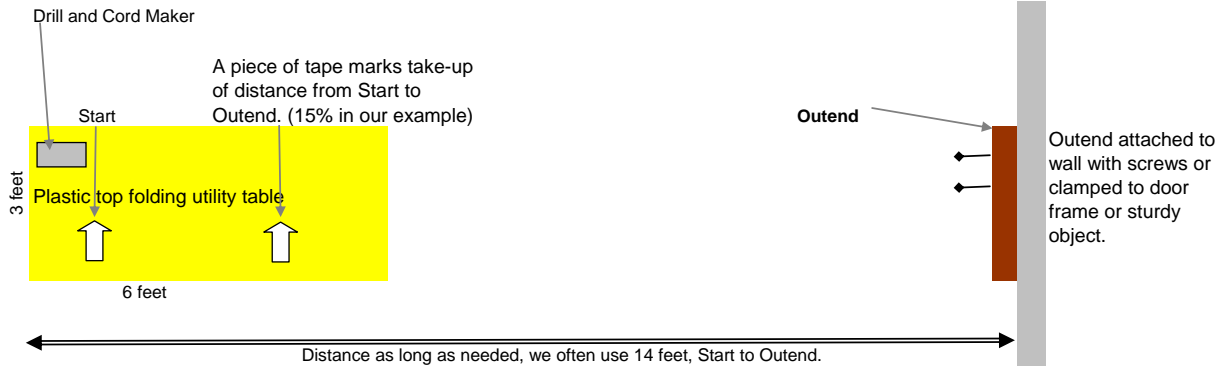 Drill and Cord Maker
A piece of tape marks take-up
of distance from Start to
Outend. (15% in our example)
Start
Outend
Outend attached to
wall with screws or
clamped to door
frame or sturdy
object.
3 feet
Plastic top folding utility table
6 feet
Distance as long as needed, we often use 14 feet, Start to Outend.